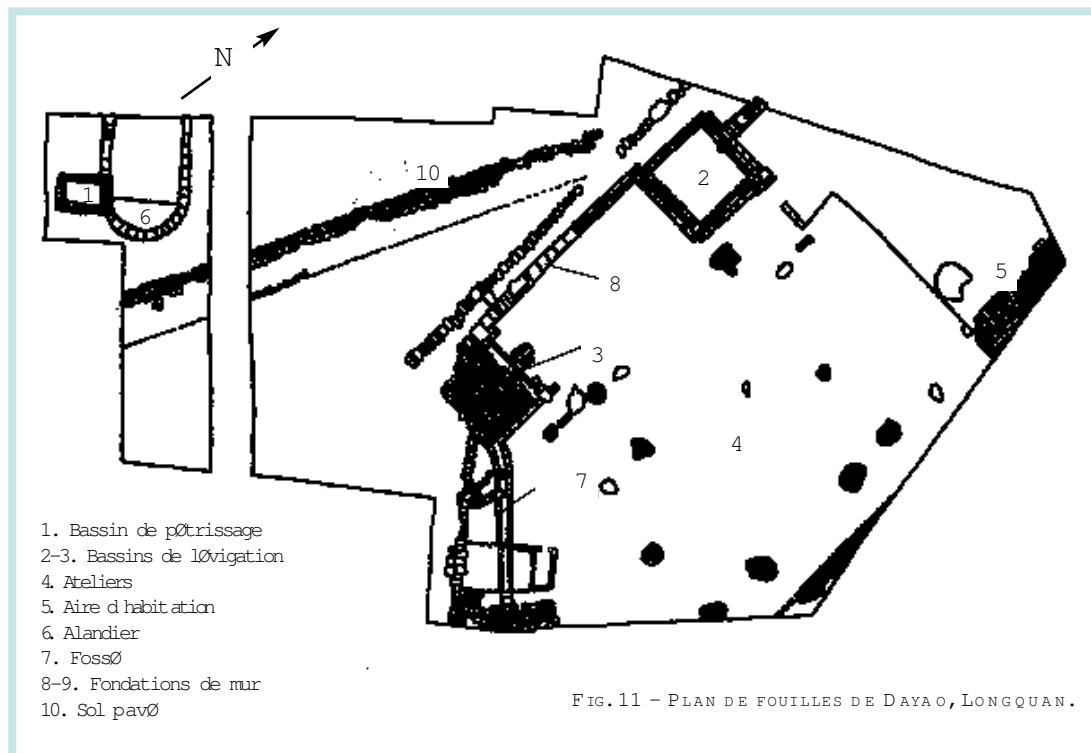 N
10
1
2
6
5
8
3
4
7
1. Bassin de pØtrissage
2-3. Bassins de lØvigation
4. Ateliers
5. Aire d habitation
6. Alandier
7. FossØ
8-9. Fondations de mur
10. Sol pavØ
FIG. 11 – PLAN DE FOUILLES DE DAYAO, LONGQUAN.